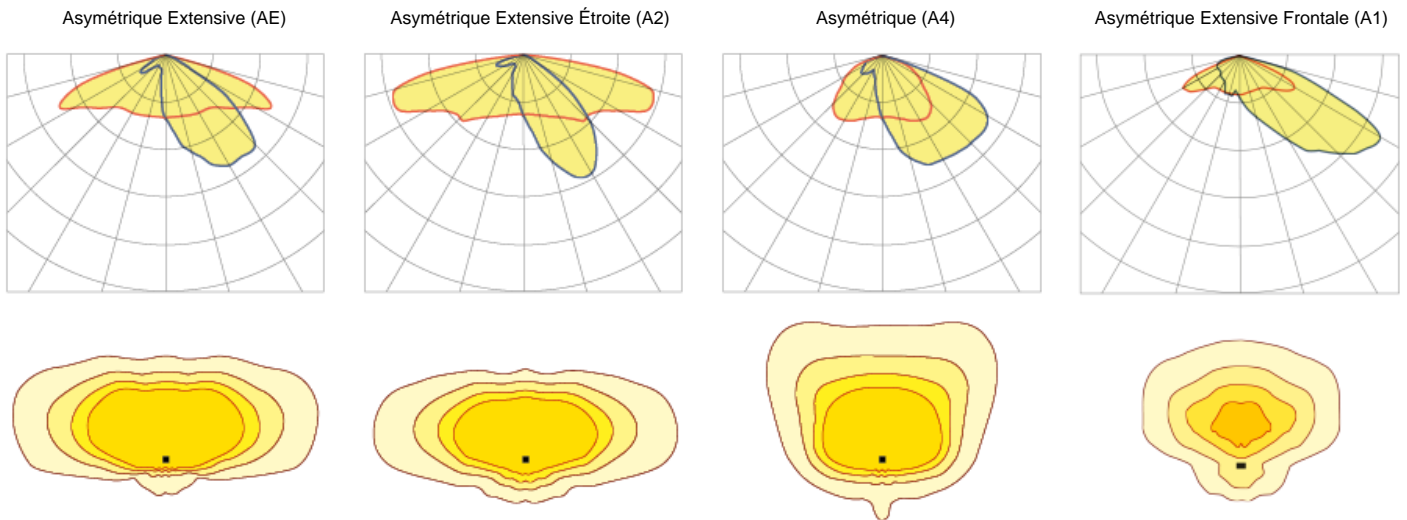 Asymétrique Extensive (AE)
Asymétrique Extensive Étroite (A2)
Asymétrique (A4)
Asymétrique Extensive Frontale (A1)